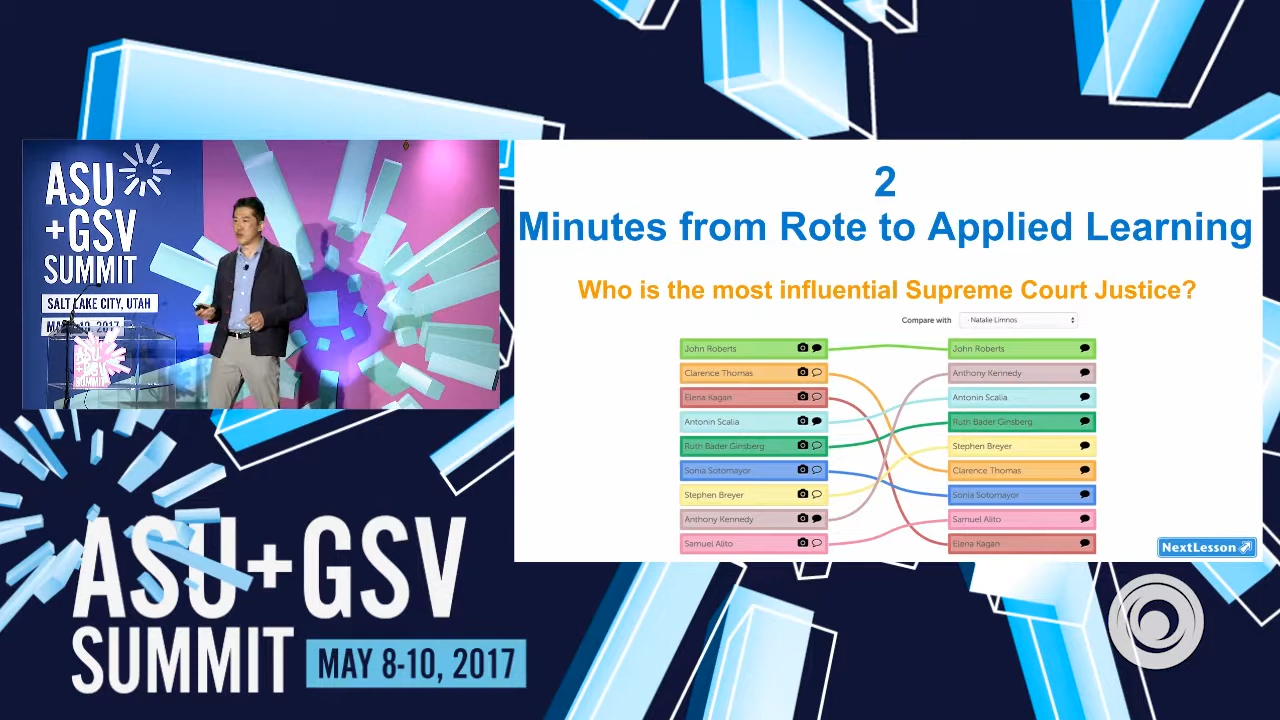 ASU
+GSV
SUMMIT
SALT LAKE CITY, UTAH
2
Minutes from Rote to Applied Learning
Who is the most influential Supreme Court Justice?
Compare with
- Natalie Limnos
John Roberts
Clarence Thomas
Elena Kagan
Antonin Scalia
Ruth Bader Ginsberg
Sonia Sotomayor
Stephen Breyer
Anthony Kennedy
Samuel Alito
John Roberts
Anthony Kennedy
Antonin Scalia
Ruth Bader Ginsberg
Stephen Breyer
Clarence Thomas
Sonia Sotomayor
Samuel Alito
Elena Kagan
NextLesson
ASU+GSV
SUMMIT
MAY 8-10, 2017